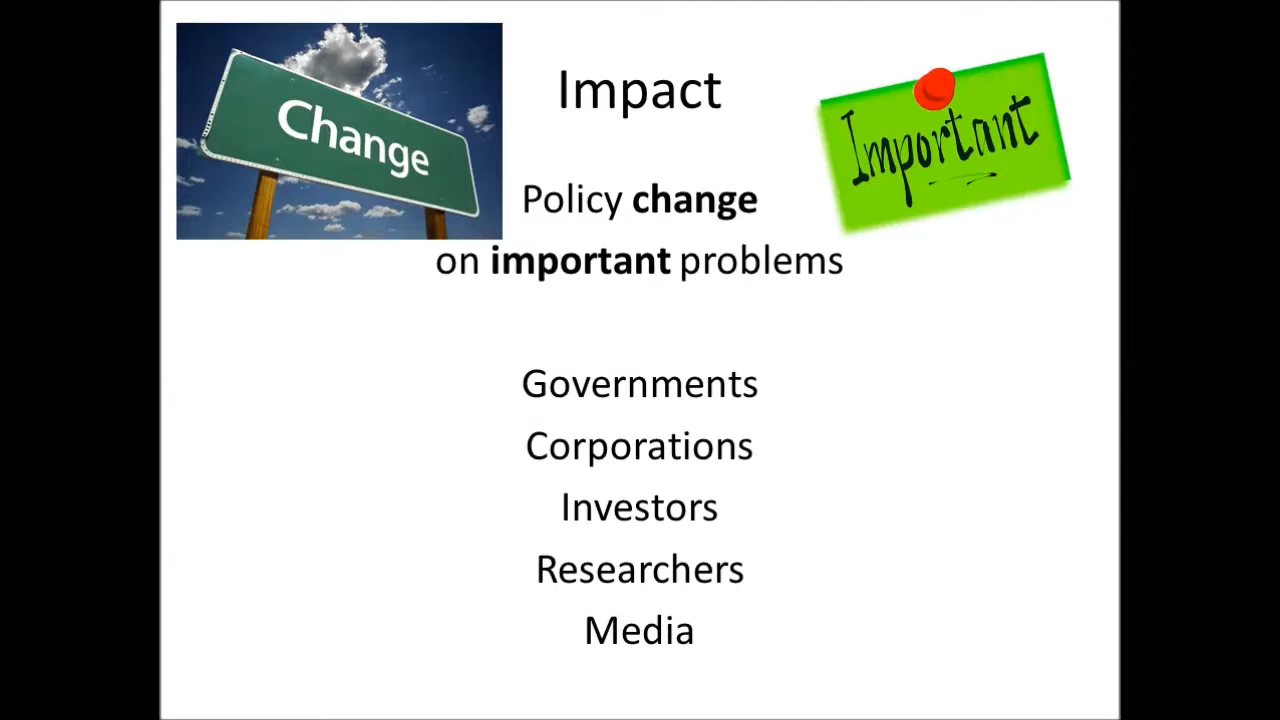 Change
Impact
Important
Policy change
on important problems
Governments
Corporations
Investors
Researchers
Media